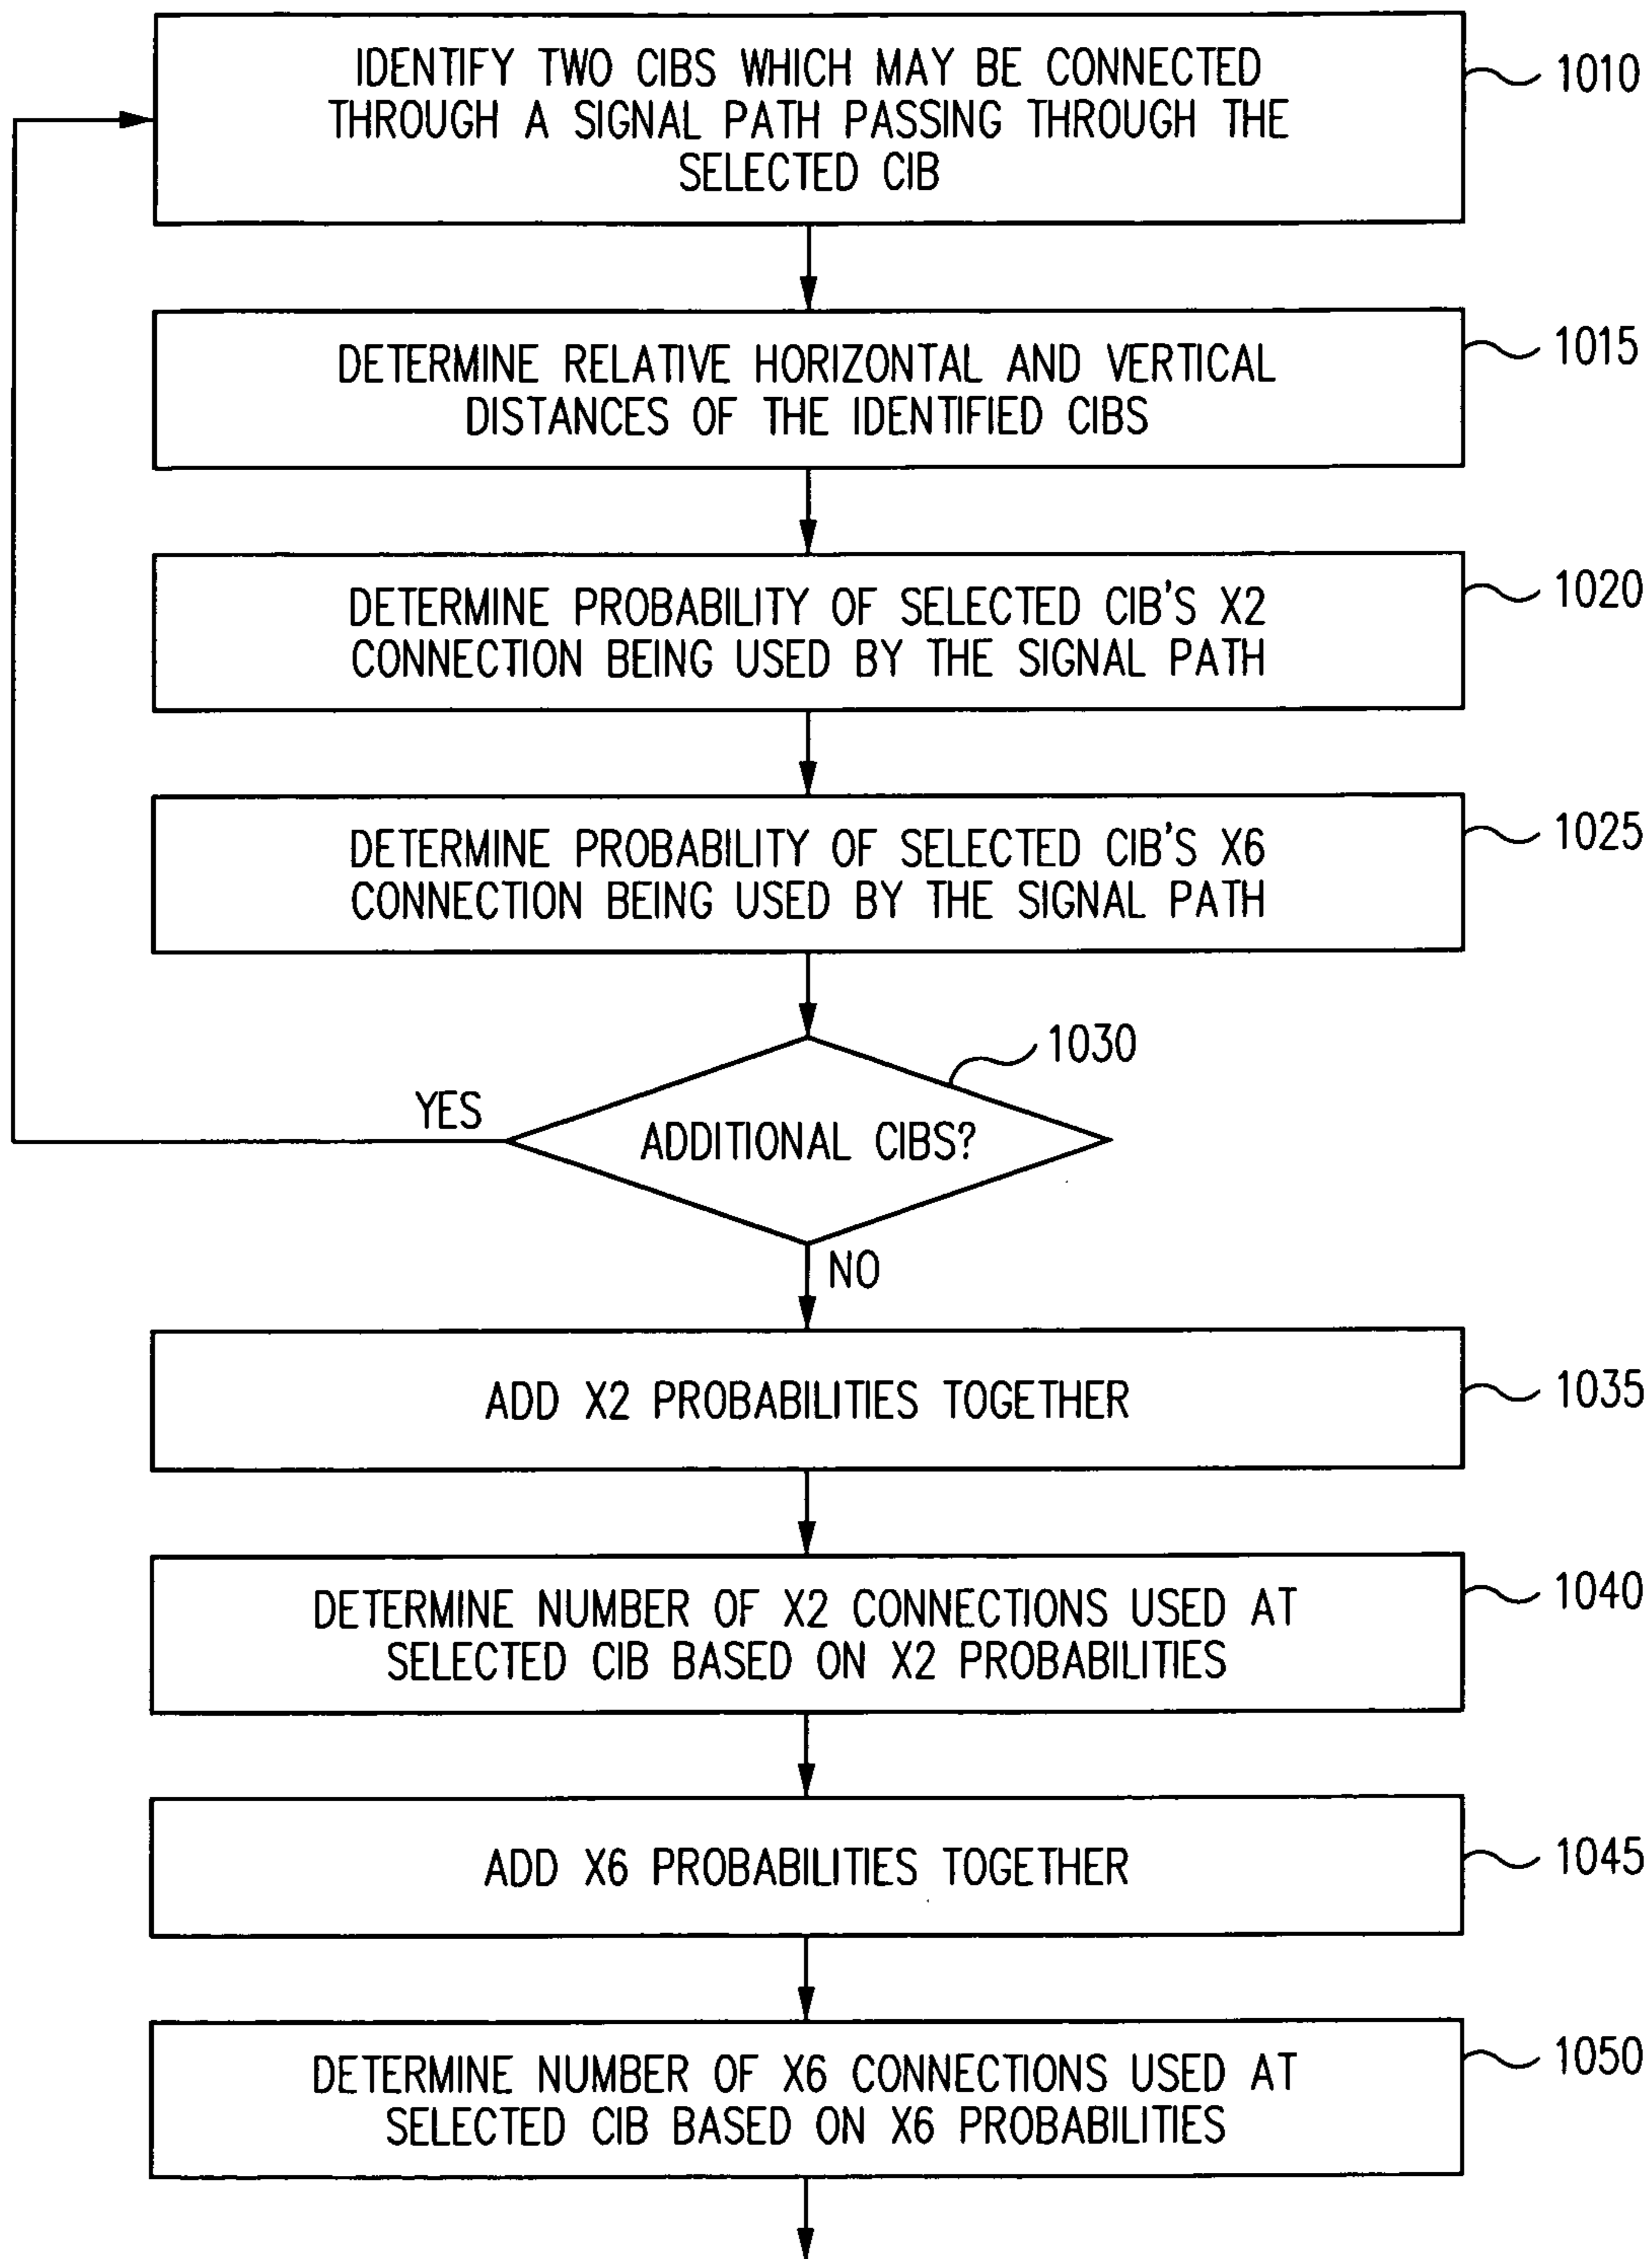 IDENTIFY TWO CIBS WHICH MAY BE CONNECTED
THROUGH A SIGNAL PATH PASSING THROUGH THE
SELECTED CIB
1010
DETERMINE RELATIVE HORIZONTAL AND VERTICAL
DISTANCES OF THE IDENTIFIED CIBS
1015
DETERMINE PROBABILITY OF SELECTED CIB'S X2
CONNECTION BEING USED BY THE SIGNAL PATH
1020
DETERMINE PROBABILITY OF SELECTED CIB'S X6
CONNECTION BEING USED BY THE SIGNAL PATH
1025
1030
YES
ADDITIONAL CIBS?
NO
ADD X2 PROBABILITIES TOGETHER
1035
DETERMINE NUMBER OF X2 CONNECTIONS USED AT
SELECTED CIB BASED ON X2 PROBABILITIES
1040
ADD X6 PROBABILITIES TOGETHER
1045
DETERMINE NUMBER OF X6 CONNECTIONS USED AT
SELECTED CIB BASED ON X6 PROBABILITIES
1050